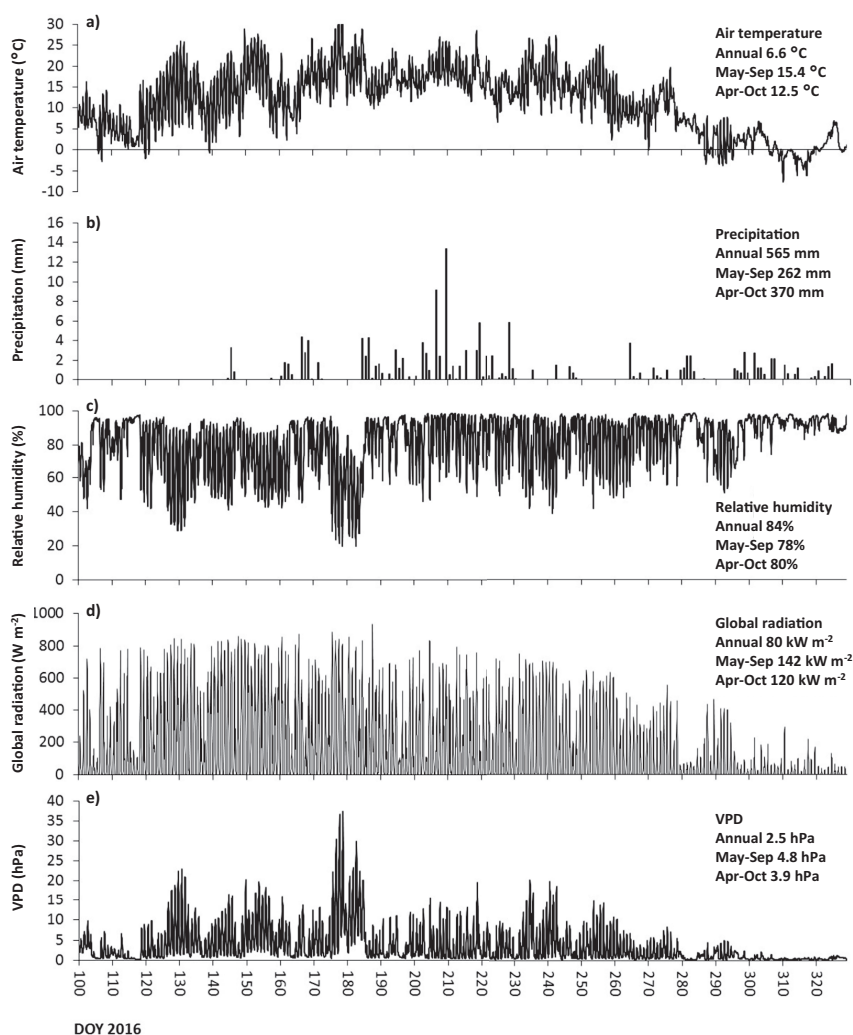 a)
Air temperature (°C)
30
25
20
15
10
5
0
-5
-10
Air temperature
Annual 6.6 °C
May-Sep 15.4 °C
Apr-Oct 12.5 °C
b)
Precipitation (mm)
16
14
12
10
8
6
4
2
0
Precipitation
Annual 565 mm
May-Sep 262 mm
Apr-Oct 370 mm
c)
Relative humidity (%)
100
80
60
40
20
0
Relative humidity
Annual 84%
May-Sep 78%
Apr-Oct 80%
d)
Global radiation (W m-2)
1000
800
600
400
200
0
Global radiation
Annual 80 kW m-2
May-Sep 142 kW m-2
Apr-Oct 120 kW m-2
e)
VPD (hPa)
40
35
30
25
20
15
10
5
0
VPD
Annual 2.5 hPa
May-Sep 4.8 hPa
Apr-Oct 3.9 hPa
100 110 120 130 140 150 160 170 180 190 200 210 220 230 240 250 260 270 280 290 300 310 320
DOY 2016